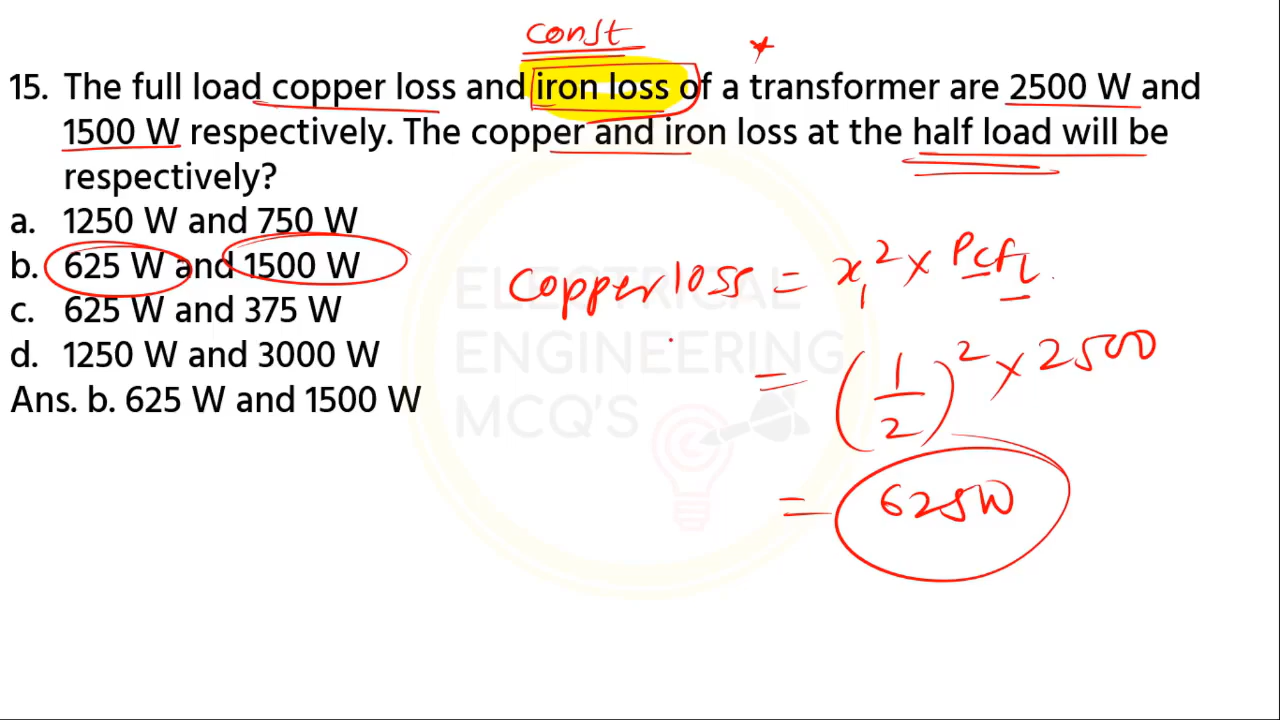 const
15. The full load copper loss and iron loss of a transformer are 2500 W and
1500 W respectively. The copper and iron loss at the half load will be
respectively?
a. 1250 W and 750 W
b. 625 W and 1500 W
c. 625 W and 375 W
d. 1250 W and 3000 W
Ans. b. 625 W and 1500 W
copper loss = x₁² × PcfL
= (1/2)² × 2500
= 625W
ELECTRICAL
ENGINEERING
MCQ'S